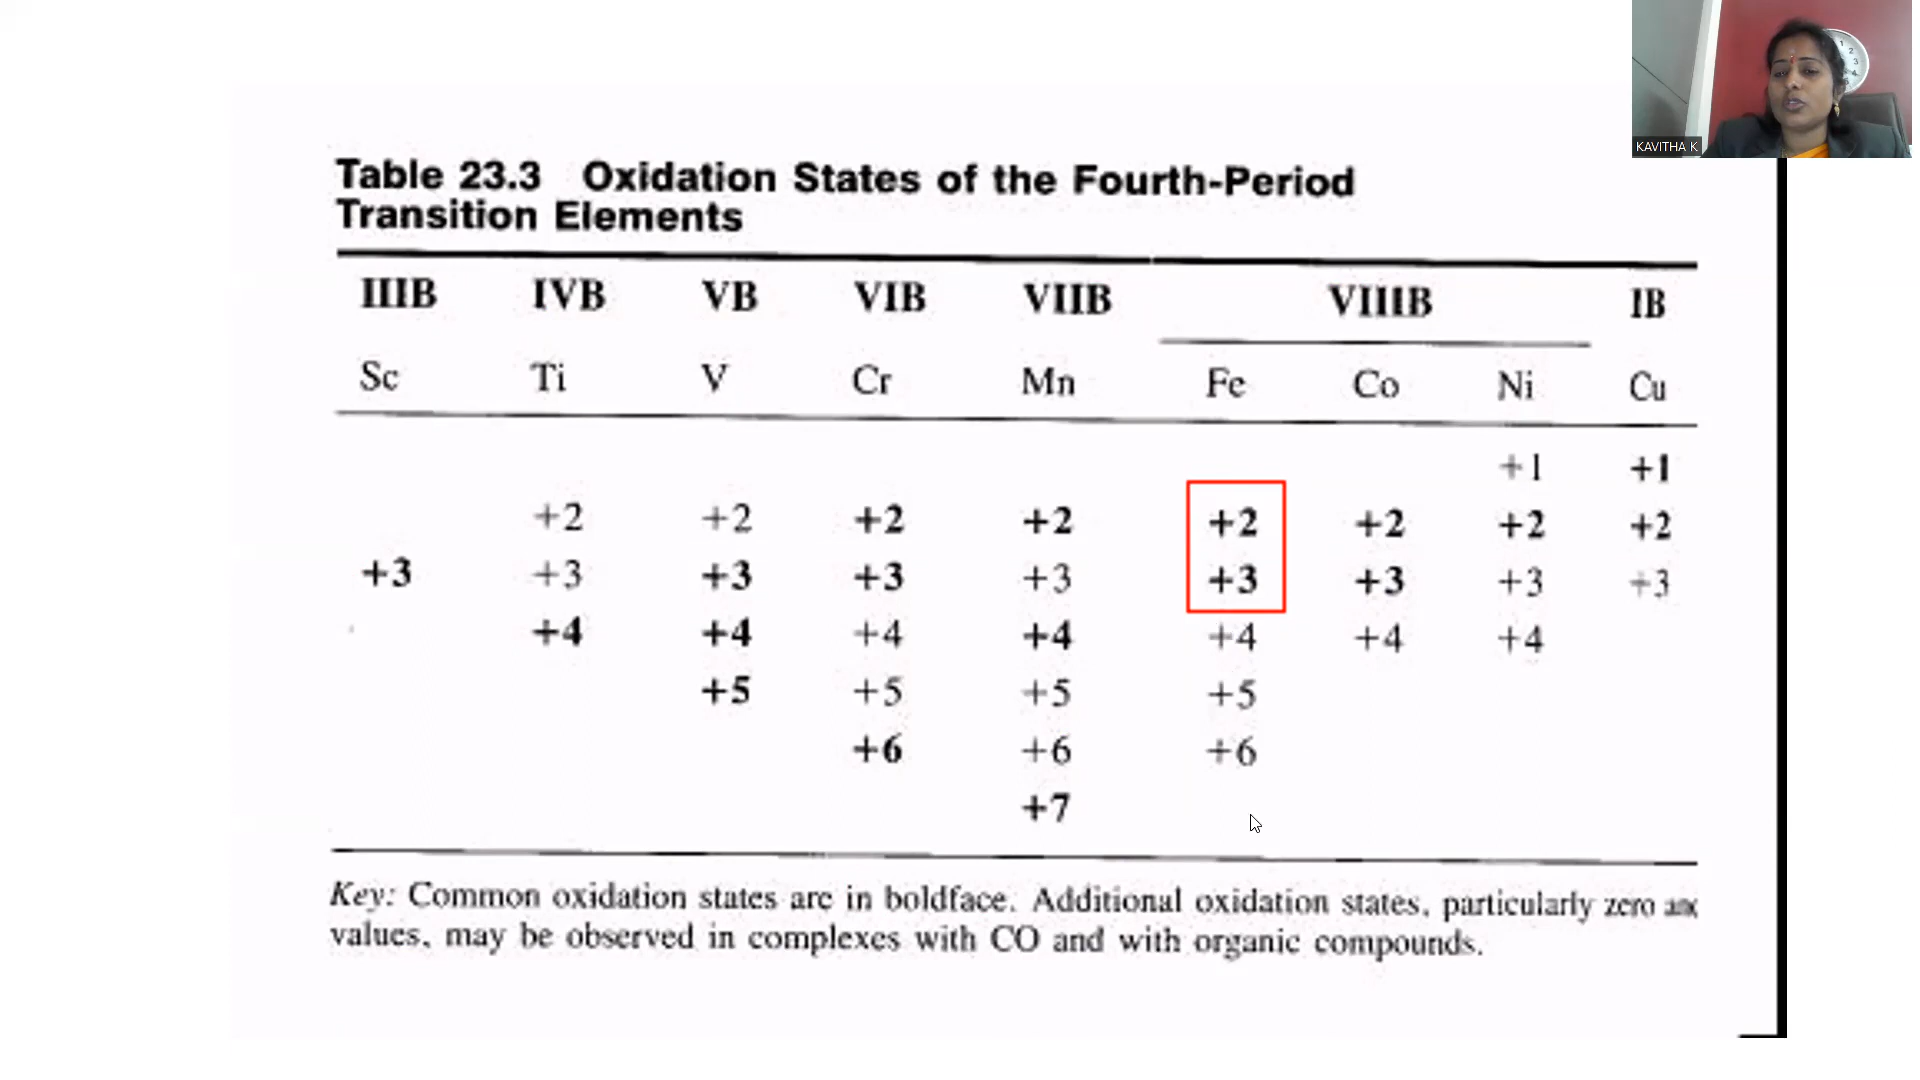 KAVITHA K
Table 23.3 Oxidation States of the Fourth-Period
Transition Elements
IIIB IVB VB VIB VIIB VIIIB IB
Sc Ti V Cr Mn Fe Co Ni Cu
+1 +1
+2 +2 +2 +2 +2 +2 +2 +2
+3 +3 +3 +3 +3 +3 +3 +3 +3
+4 +4 +4 +4 +4 +4 +4
+5 +5 +5 +5
+6 +6 +6
+7
Key: Common oxidation states are in boldface. Additional oxidation states, particularly zero
values, may be observed in complexes with CO and with organic compounds.